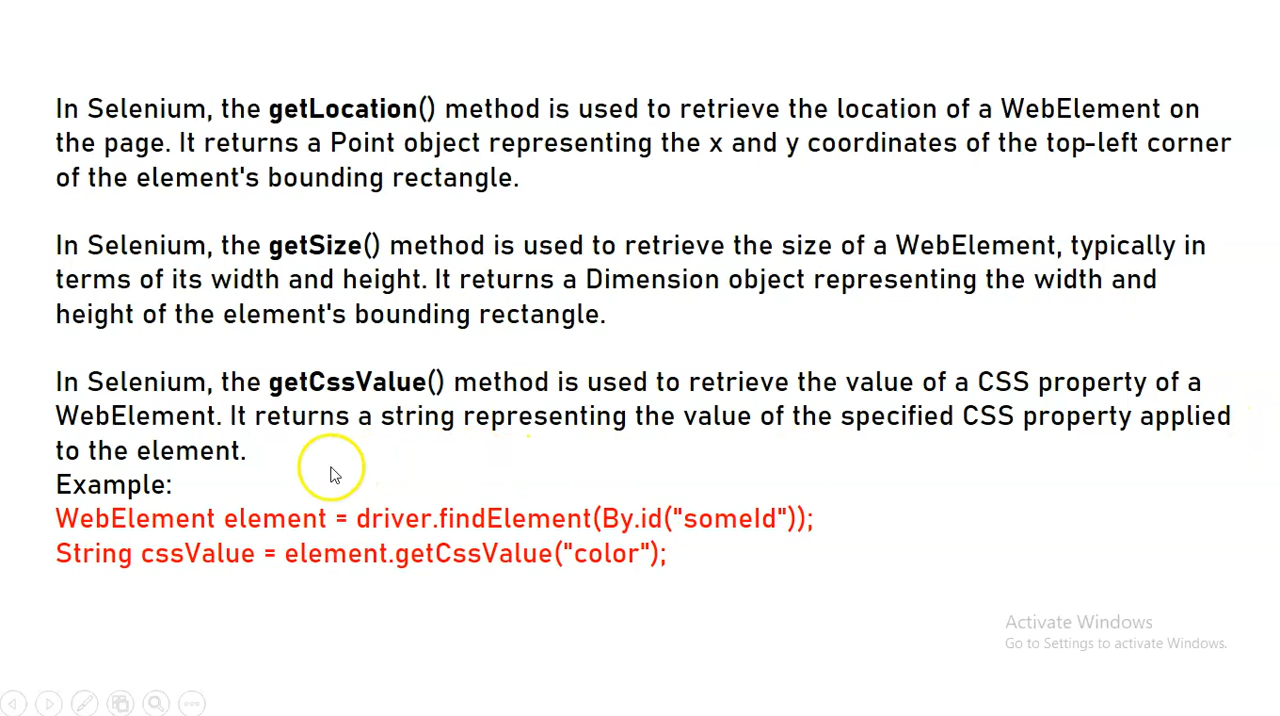 In Selenium, the getLocation() method is used to retrieve the location of a WebElement on
the page. It returns a Point object representing the x and y coordinates of the top-left corner
of the element's bounding rectangle.
In Selenium, the getSize() method is used to retrieve the size of a WebElement, typically in
terms of its width and height. It returns a Dimension object representing the width and
height of the element's bounding rectangle.
In Selenium, the getCssValue() method is used to retrieve the value of a CSS property of a
WebElement. It returns a string representing the value of the specified CSS property applied
to the element.
Example:
WebElement element = driver.findElement(By.id("someId"));
String cssValue = element.getCssValue("color");
Activate Windows
Go to Settings to activate Windows.